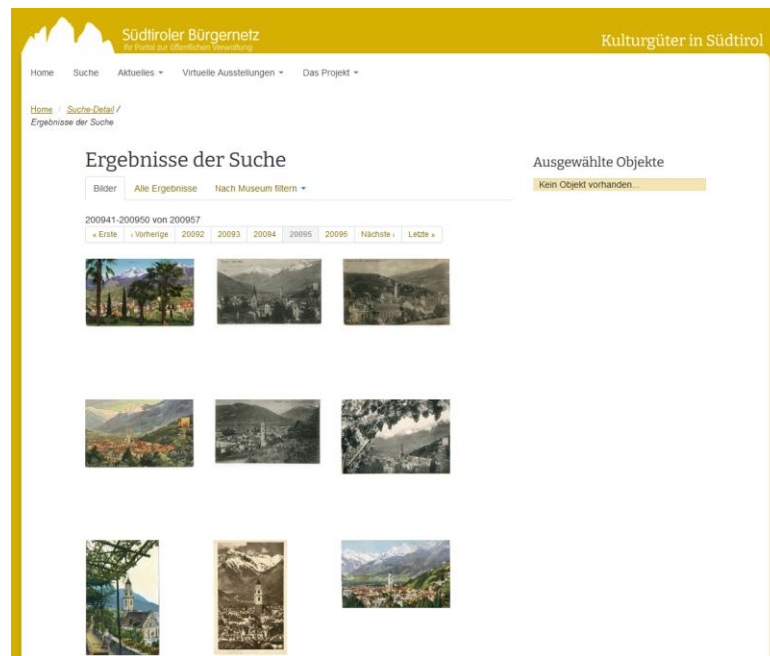 Südtiroler Bürgernetz
Ihr Portal zur öffentlichen Verwaltung
Kulturgüter in Südtirol
Home Suche Aktuelles Virtuelle Ausstellungen Das Projekt
Home / Suche-Detail /
Ergebnisse der Suche
Ergebnisse der Suche
Bilder Alle Ergebnisse Nach Museum filtern
200941-200950 von 200957
« Erste ‹ Vorherige 20092 20093 20094 20095 20096 Nächste › Letzte »
Ausgewählte Objekte
Kein Objekt vorhanden...